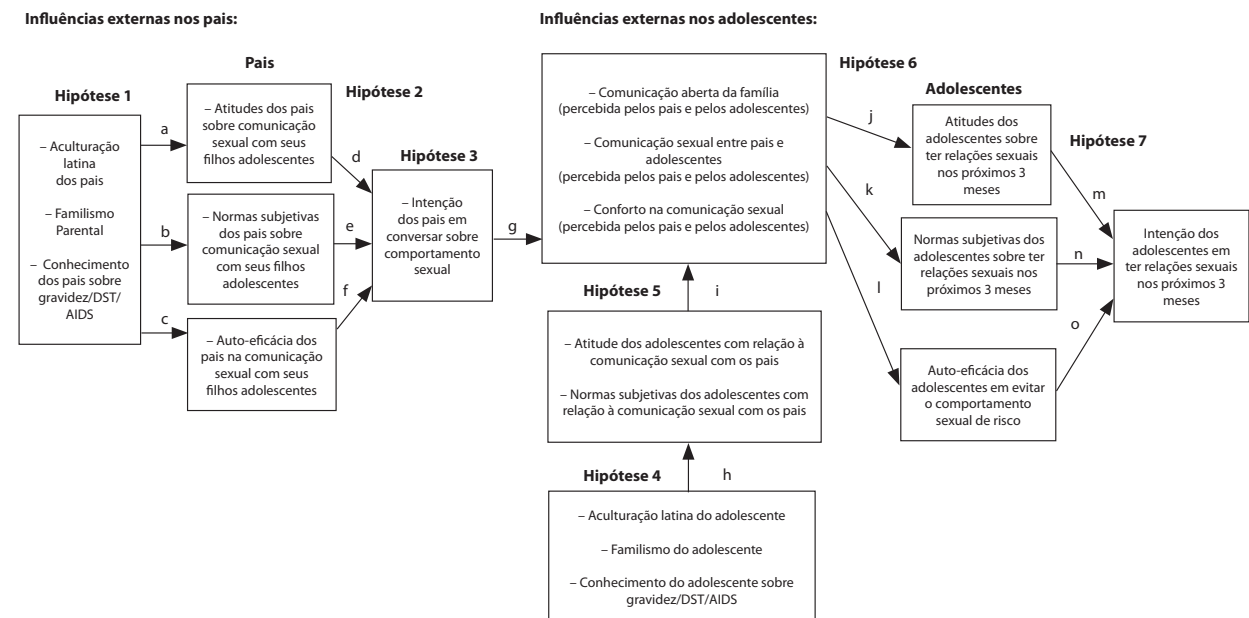 Influências externas nos pais:
Influências externas nos adolescentes:
Pais
Hipótese 1
– Aculturação
latina
dos pais
– Familismo
Parental
– Conhecimento
dos pais sobre
gravidez/DST/
AIDS
a
b
c
Hipótese 2
– Atitudes dos pais
sobre comunicação
sexual com seus
filhos adolescentes
– Normas subjetivas
dos pais sobre
comunicação sexual
com seus filhos
adolescentes
– Auto-eficácia dos
pais na comunicação
sexual com seus
filhos adolescentes
d
e
f
Hipótese 3
– Intenção
dos pais em
conversar sobre
comportamento
sexual
g
– Comunicação aberta da família
(percebida pelos pais e pelos adolescentes)
– Comunicação sexual entre pais e
adolescentes
(percebida pelos pais e pelos adolescentes)
– Conforto na comunicação sexual
(percebida pelos pais e pelos adolescentes)
Hipótese 5
i
– Atitude dos adolescentes com relação à
comunicação sexual com os pais
– Normas subjetivas dos adolescentes com
relação à comunicação sexual com os pais
Hipótese 4
h
– Aculturação latina do adolescente
– Familismo do adolescente
– Conhecimento do adolescente sobre
gravidez/DST/AIDS
Hipótese 6
j
k
l
Adolescentes
Atitudes dos
adolescentes sobre
ter relações sexuais
nos próximos 3
meses
Normas subjetivas dos
adolescentes sobre ter
relações sexuais nos
próximos 3 meses
Auto-eficácia dos
adolescentes em evitar
o comportamento
sexual de risco
Hipótese 7
m
n
o
Intenção dos
adolescentes em
ter relações sexuais
nos próximos 3
meses